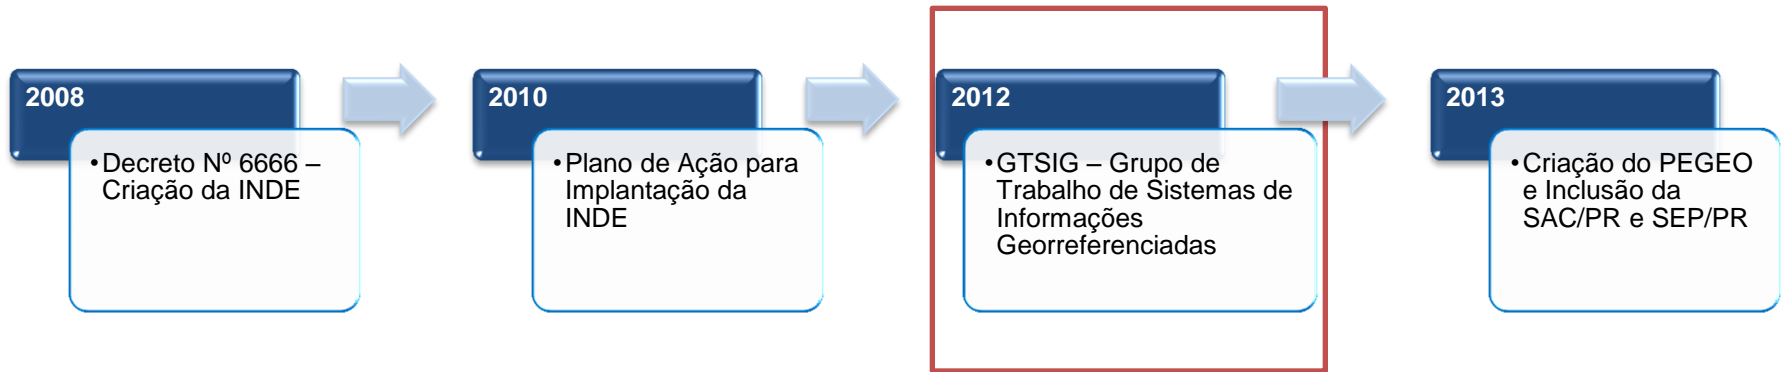 2008
•Decreto Nº 6666 –
Criação da INDE
2010
•Plano de Ação para
Implantação da
INDE
2012
•GTSIG – Grupo de
Trabalho de Sistemas de
Informações
Georreferenciadas
2013
•Criação do PEGEO
e Inclusão da
SAC/PR e SEP/PR